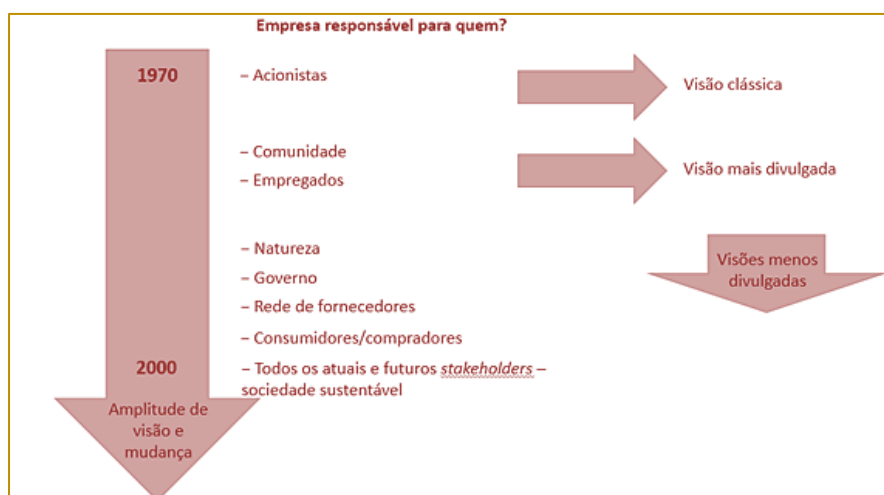 Empresa responsável para quem?
1970
– Acionistas
Visão clássica
– Comunidade
– Empregados
Visão mais divulgada
– Natureza
– Governo
– Rede de fornecedores
– Consumidores/compradores
Visões menos
divulgadas
2000
– Todos os atuais e futuros stakeholders –
sociedade sustentável
Amplitude de
visão e
mudança